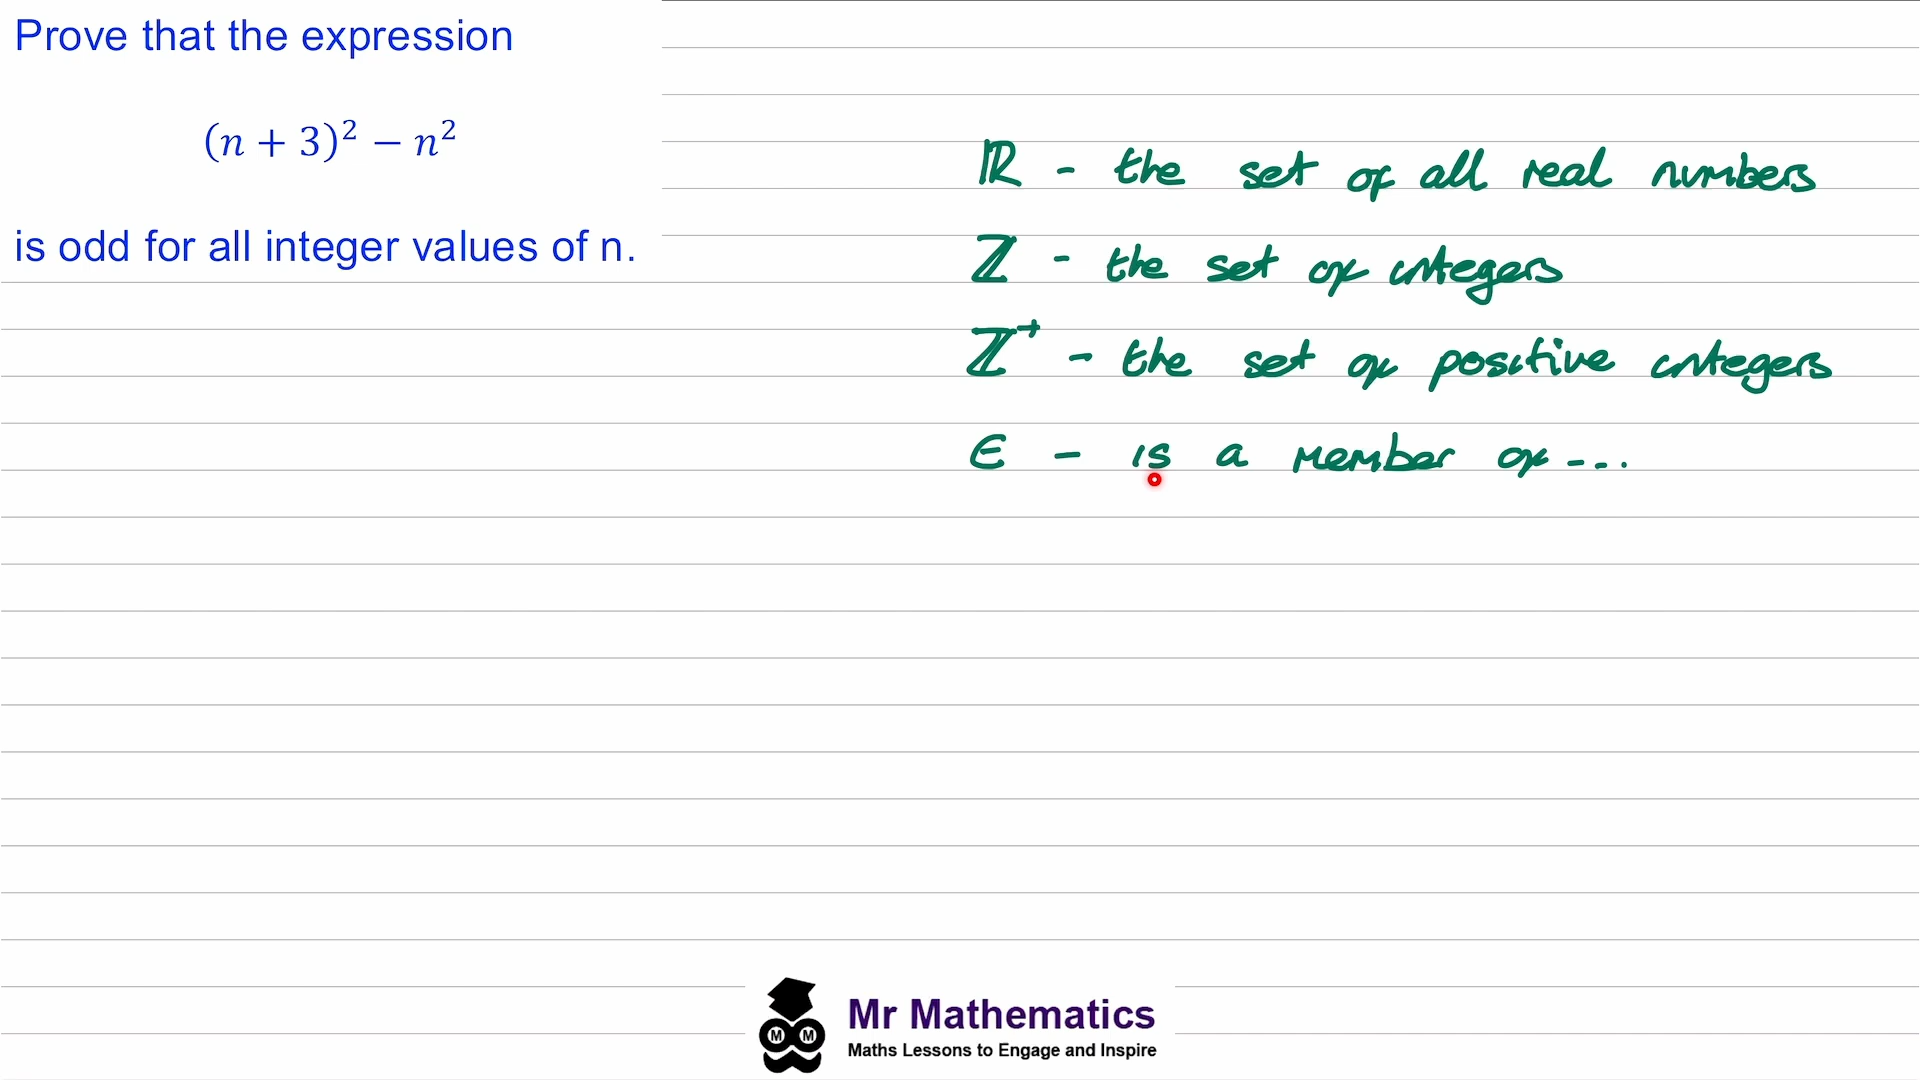 Prove that the expression
(n + 3)² − n²
is odd for all integer values of n.
ℝ - the set of all real numbers
ℤ - the set of integers
ℤ⁺ - the set of positive integers
∈ - is a member of ---.
M M
Mr Mathematics
Maths Lessons to Engage and Inspire